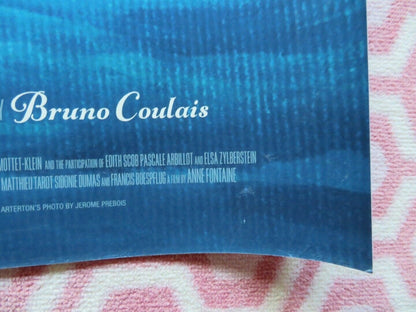 Bruno Coulais
MOTTET-KLEIN AND THE PARTICIPATION OF EDITH SCOB PASCALE ARBILLOT AND ELSA ZYLBERSTEIN
MATTHIEU TAROT SIDONIE DUMAS AND FRANCIS BOESPFLUG A FILM BY ANNE FONTAINE
ARTERTON'S PHOTO BY JEROME PREBOIS